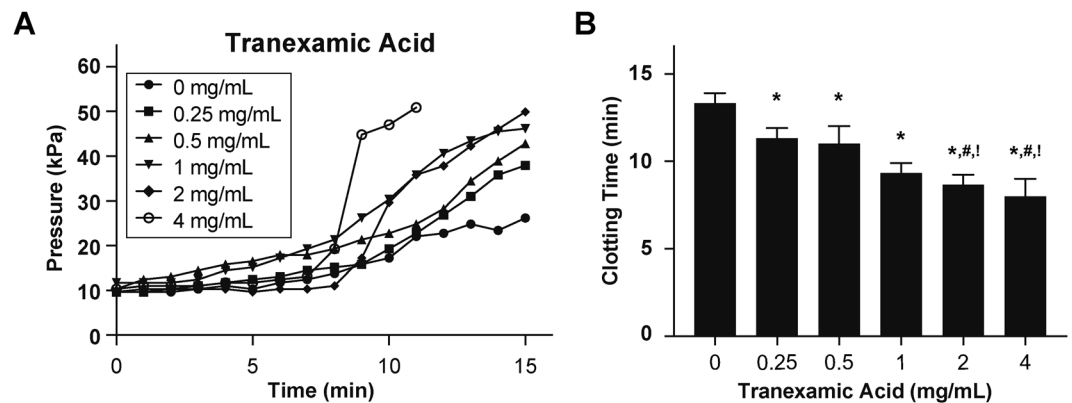 A
Tranexamic Acid
Pressure (kPa)
60
50
40
30
20
10
0
0 mg/mL
0.25 mg/mL
0.5 mg/mL
1 mg/mL
2 mg/mL
4 mg/mL
0 5 10 15
Time (min)
B
Clotting Time (min)
15
10
5
0
* * * *,#,! *,#,!
0 0.25 0.5 1 2 4
Tranexamic Acid (mg/mL)